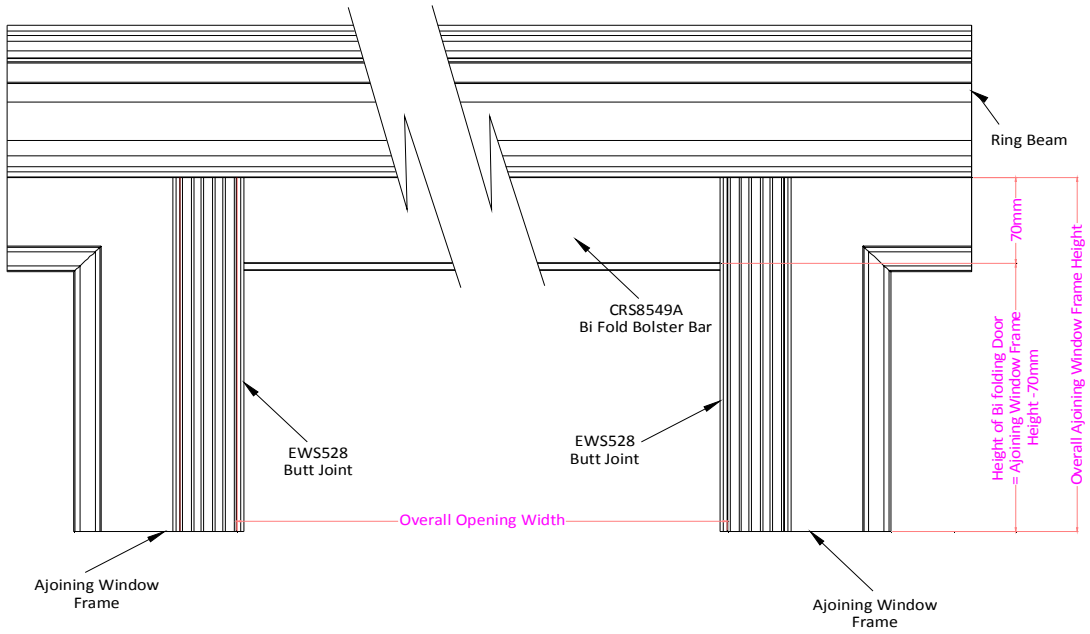 Ring Beam
70mm
CRS8549A
Bi Fold Bolster Bar
EWS528
Butt Joint
EWS528
Butt Joint
Height of Bi folding Door
= Ajoining Window Frame
Height -70mm
Overall Ajoining Window Frame Height
Overall Opening Width
Ajoining Window
Frame
Ajoining Window
Frame